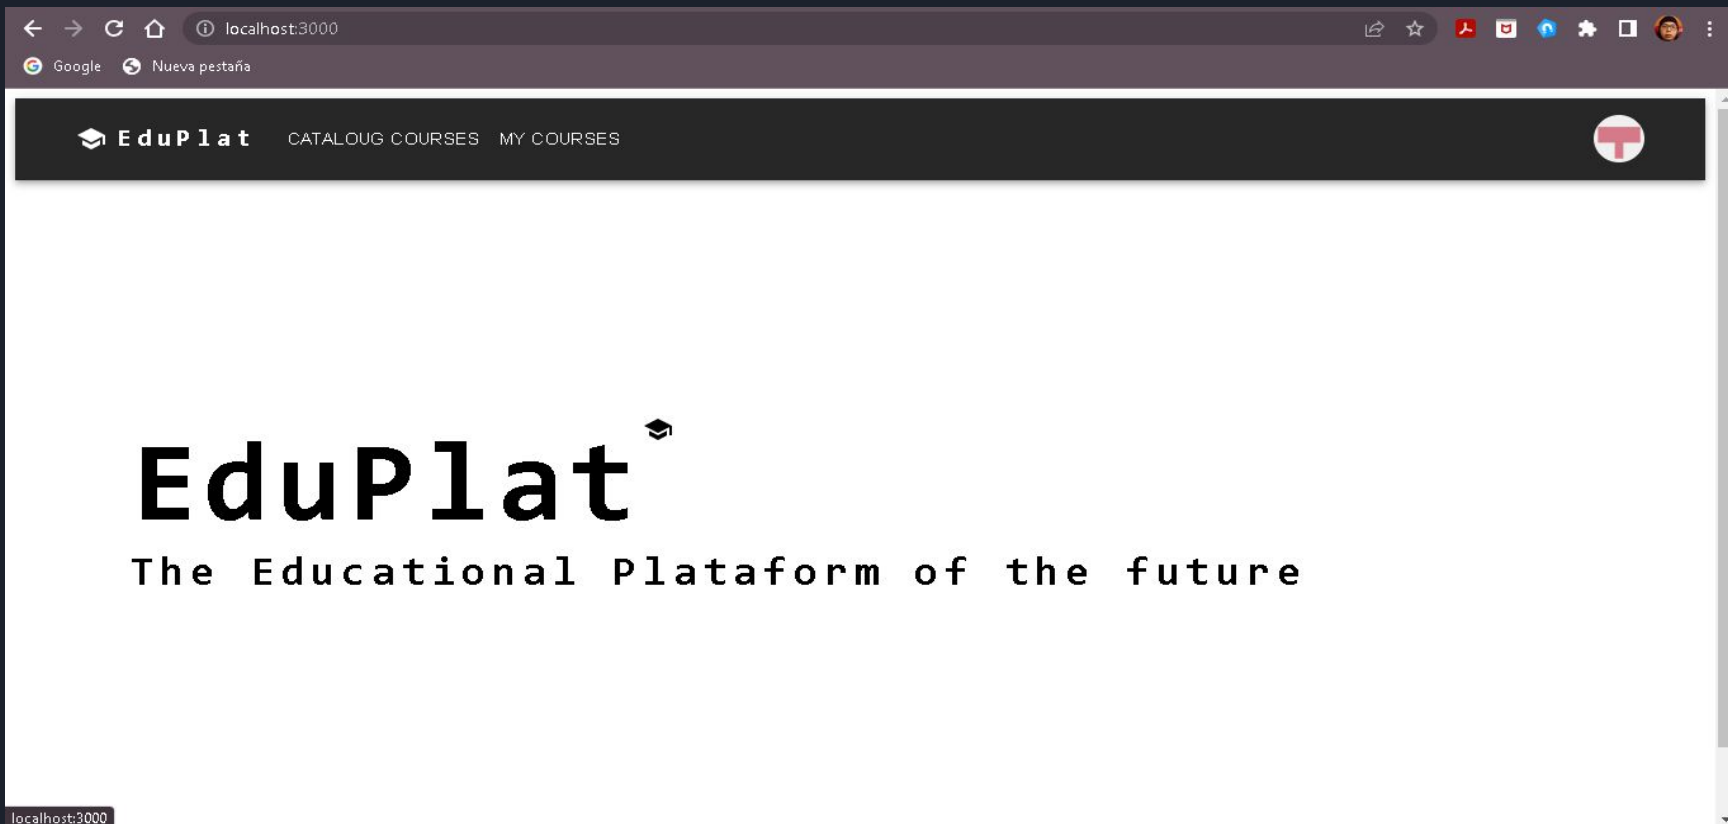 localhost:3000
Google Nueva pestaña
EduPlat CATALOUG COURSES MY COURSES
EduPlat
The Educational Plataform of the future
localhost:3000